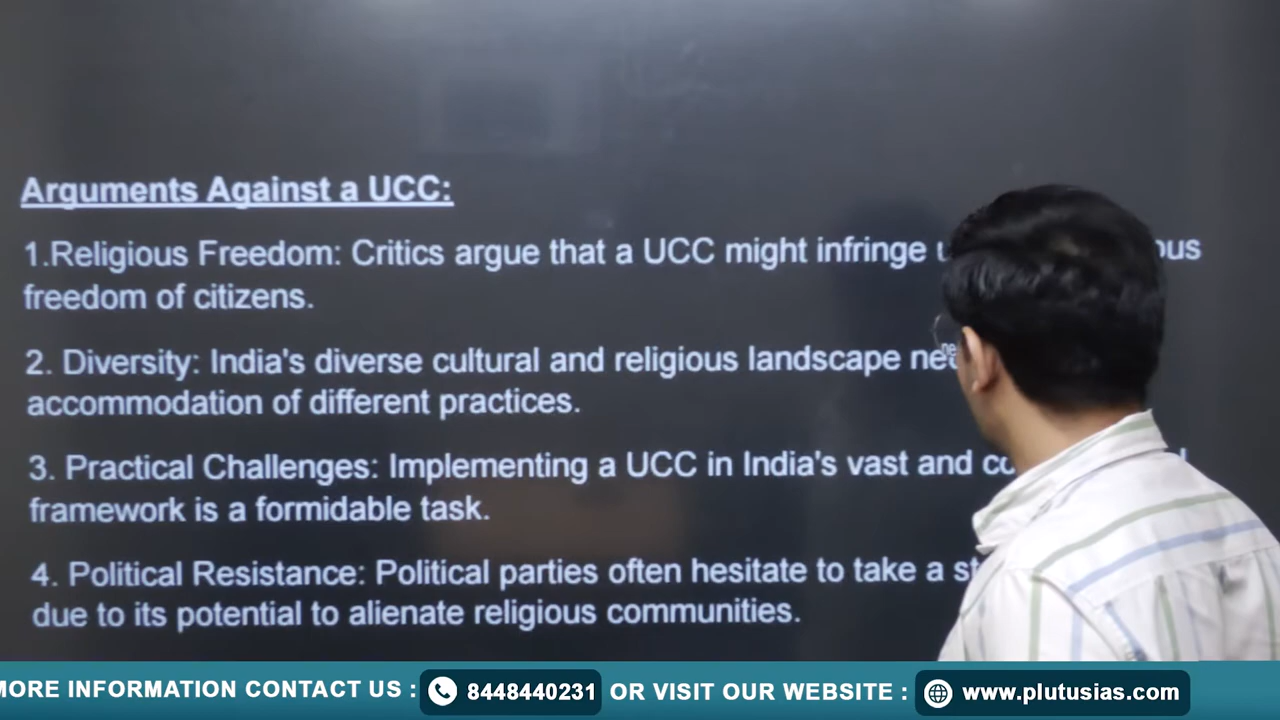 Arguments Against a UCC:
1.Religious Freedom: Critics argue that a UCC might infringe
freedom of citizens.
2. Diversity: India's diverse cultural and religious landscape
accommodation of different practices.
3. Practical Challenges: Implementing a UCC in India's vast and
framework is a formidable task.
4. Political Resistance: Political parties often hesitate to take a
due to its potential to alienate religious communities.
MORE INFORMATION CONTACT US : 8448440231 OR VISIT OUR WEBSITE : www.plutusias.com